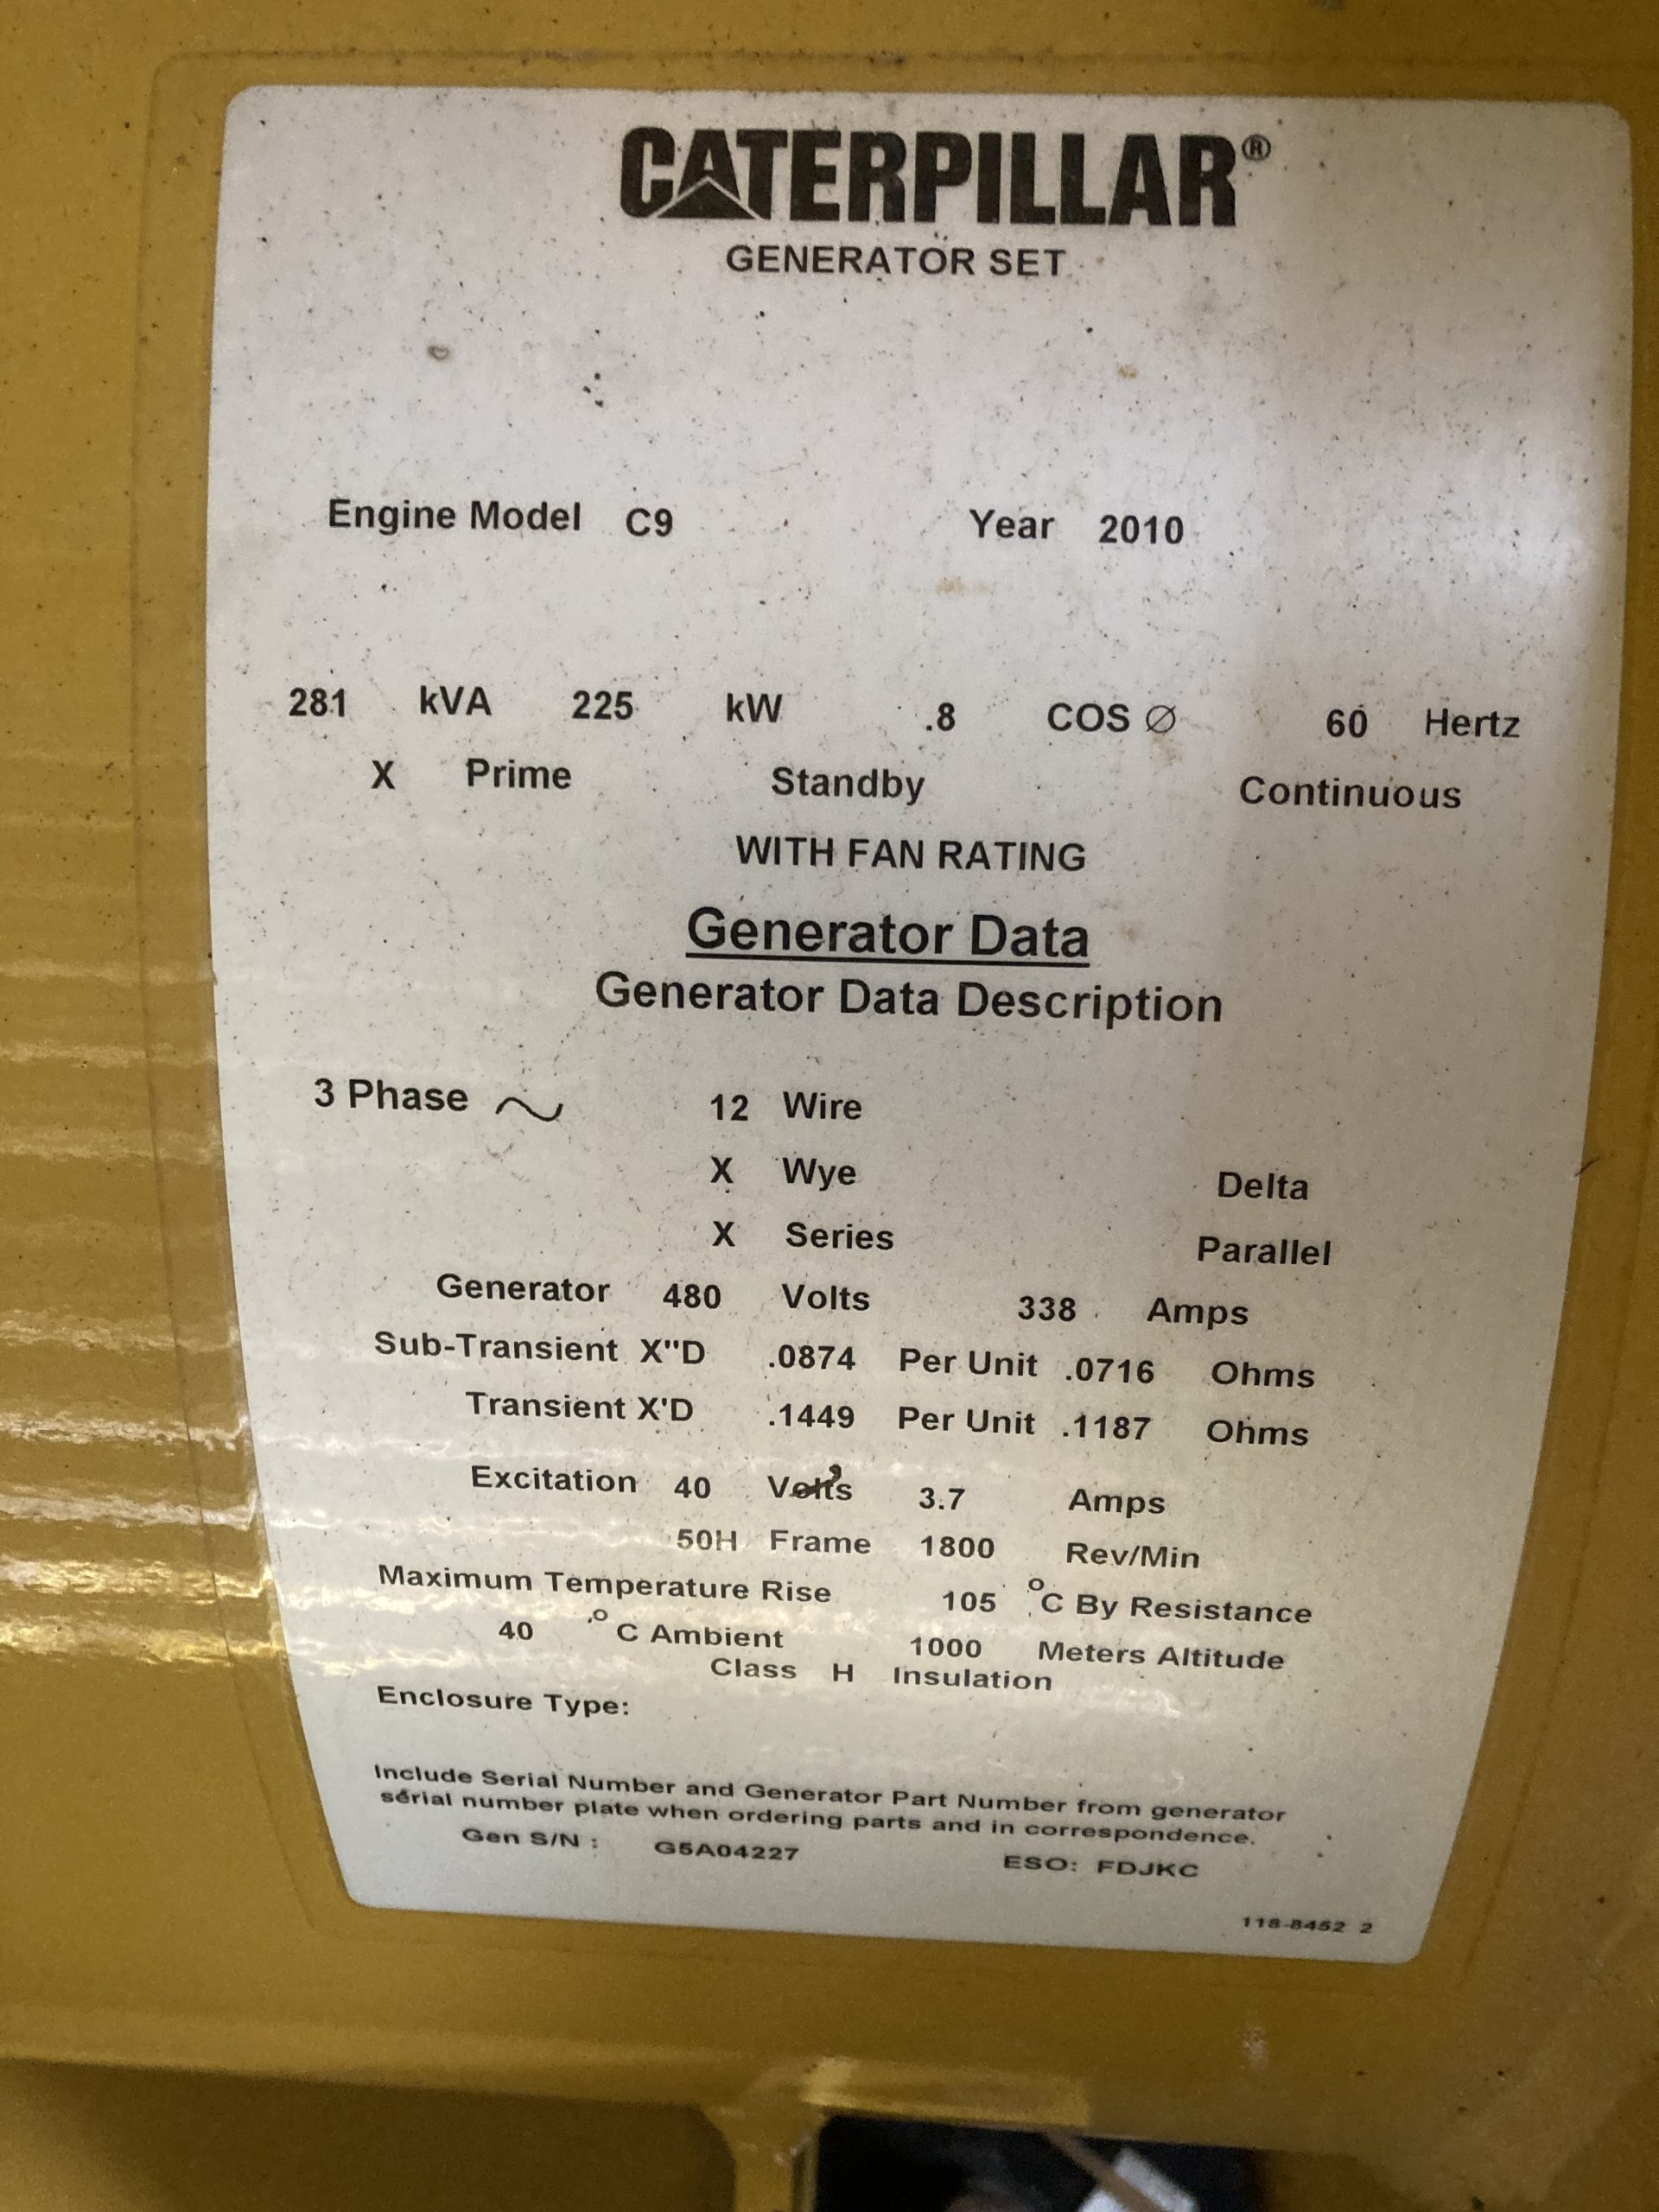 CATERPILLAR®
GENERATOR SET
Engine Model C9 Year 2010
281 kVA 225 kW .8 COS Ø 60 Hertz
X Prime Standby Continuous
WITH FAN RATING
Generator Data
Generator Data Description
3 Phase ~ 12 Wire
X Wye Delta
X Series Parallel
Generator 480 Volts 338 Amps
Sub-Transient X"D .0874 Per Unit .0716 Ohms
Transient X'D .1449 Per Unit .1187 Ohms
Excitation 40 Volts 3.7 Amps
50H Frame 1800 Rev/Min
Maximum Temperature Rise 105 °C By Resistance
40 °C Ambient 1000 Meters Altitude
Class H Insulation
Enclosure Type:
Include Serial Number and Generator Part Number from generator
serial number plate when ordering parts and in correspondence.
Gen S/N : G5A04227 ESO: FDJKC
118-8452 2